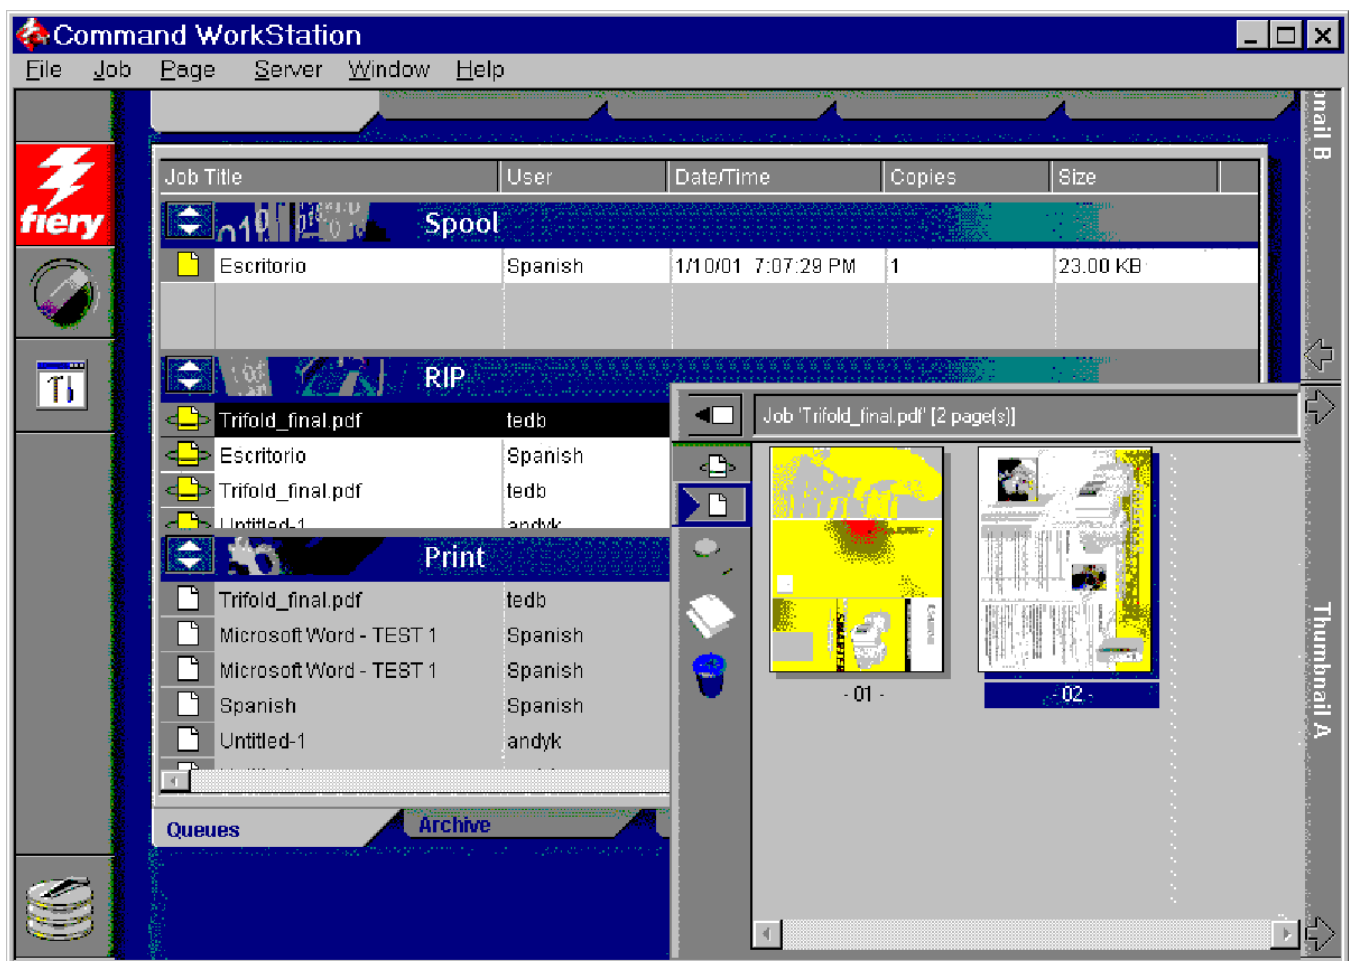 Command WorkStation
File Job Page Server Window Help
fiery
Job Title User Date/Time Copies Size
Spool
Escritorio Spanish 1/10/01 7:07:29 PM 1 23.00 KB
RIP
Trifold_final.pdf tedb
Escritorio Spanish
Trifold_final.pdf tedb
Untitled-1 andyk
Print
Trifold_final.pdf tedb
Microsoft Word - TEST 1 Spanish
Microsoft Word - TEST 1 Spanish
Spanish Spanish
Untitled-1 andyk
Queues Archive
Job 'Trifold_final.pdf' [2 page(s)]
- 01 -
- 02 -
B
Thumbnail A